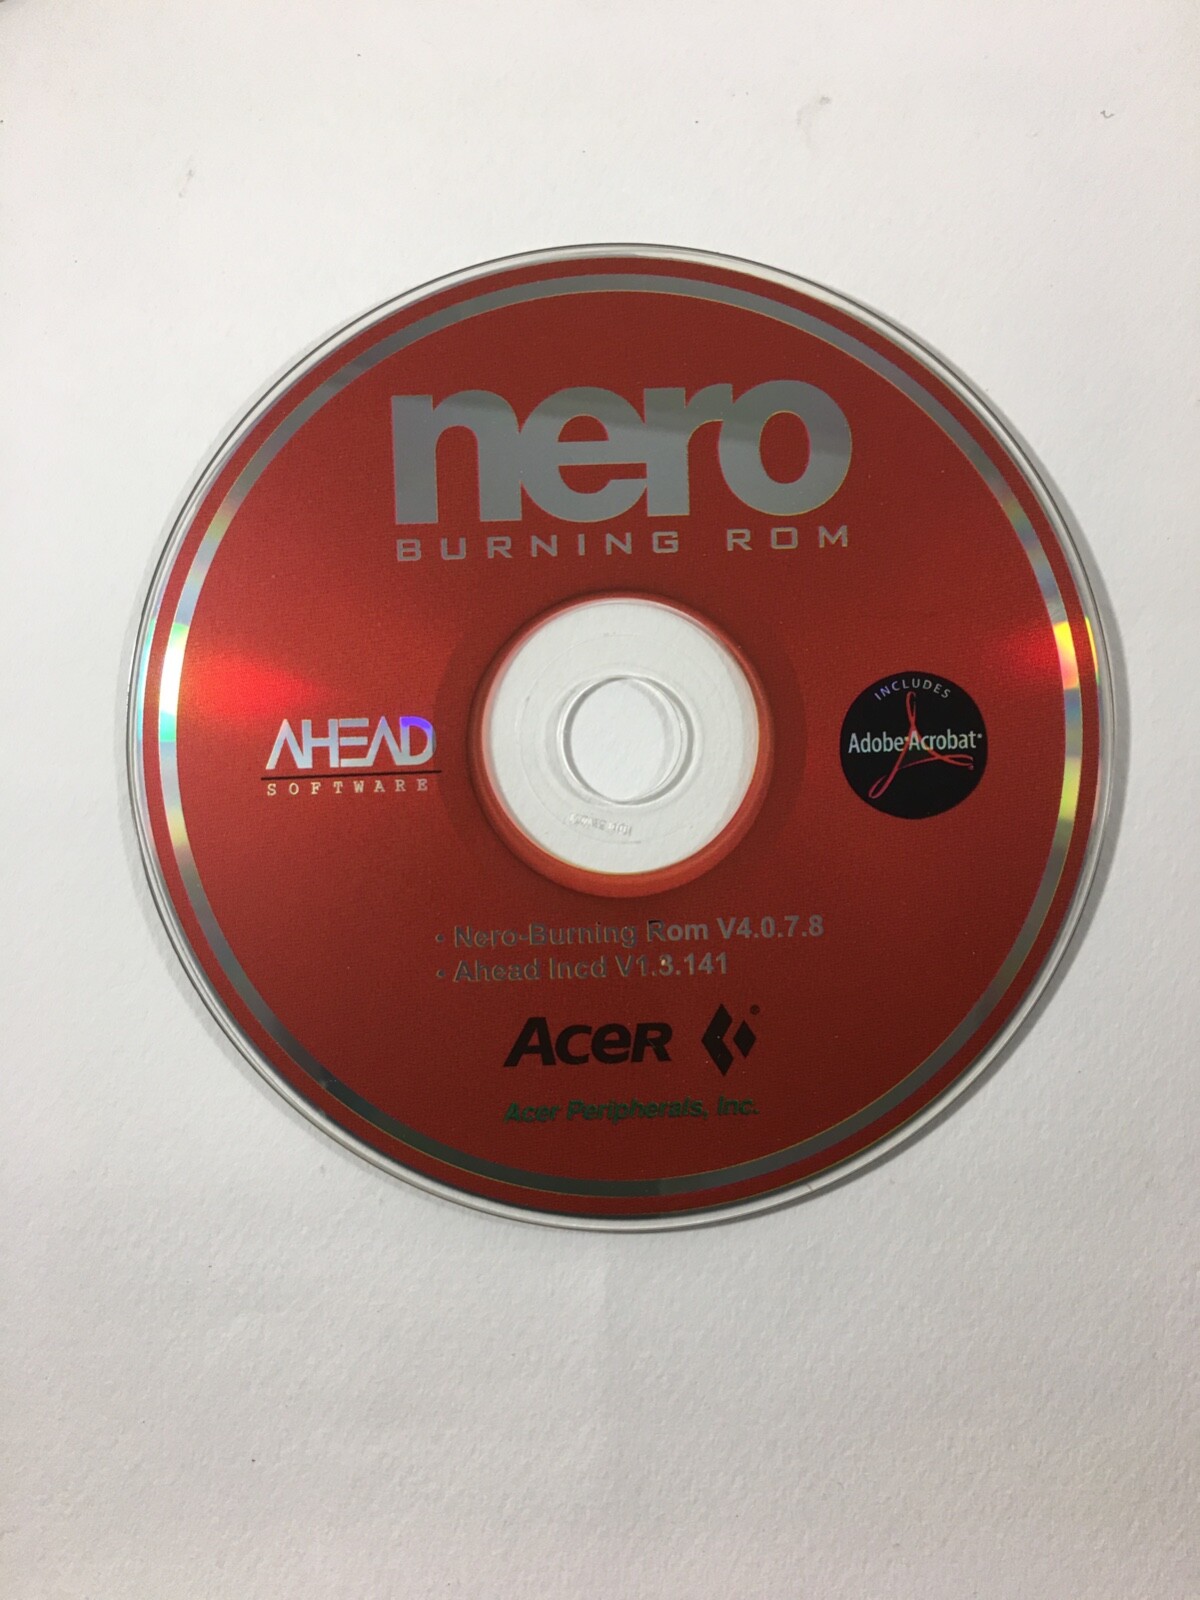 nero
BURNING ROM
INCLUDES
Adobe Acrobat
AHEAD
SOFTWARE
• Nero-Burning Rom V4.0.7.8
• Ahead Incd V1.3.141
Acer
Acer Peripherals, Inc.